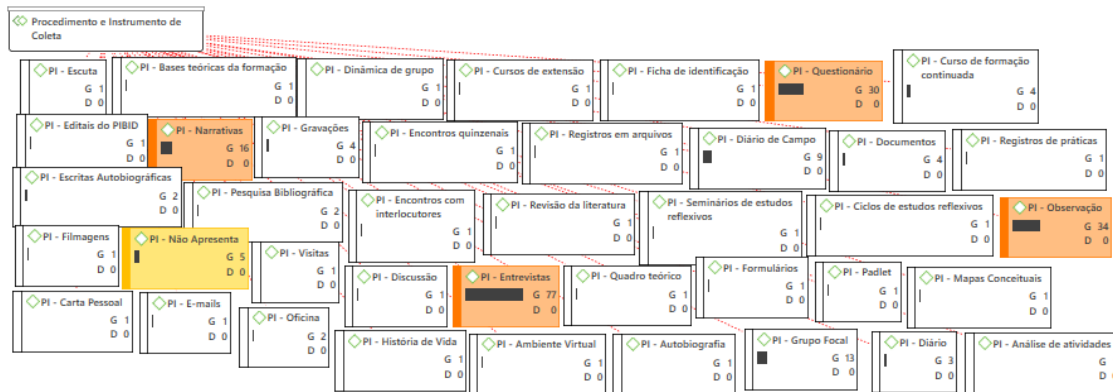 Procedimento e Instrumento de
Coleta
PI - Escuta
G 1
D 0
PI - Bases teóricas da formação
G 1
D 0
PI - Dinâmica de grupo
G 1
D 0
PI - Cursos de extensão
G 1
D 0
PI - Ficha de identificação
G 1
D 0
PI - Questionário
G 30
D 0
PI - Curso de formação
continuada
G 4
D 0
PI - Editais do PIBID
G 1
D 0
PI - Narrativas
G 16
D 0
PI - Gravações
G 4
D 0
PI - Encontros quinzenais
G 1
D 0
PI - Registros em arquivos
G 1
D 0
PI - Diário de Campo
G 9
D 0
PI - Documentos
G 4
D 0
PI - Registros de práticas
G 1
D 0
PI - Escritas Autobiográficas
G 2
D 0
PI - Pesquisa Bibliográfica
G 2
D 0
PI - Encontros com
interlocutores
G 1
D 0
PI - Revisão da literatura
G 1
D 0
PI - Seminários de estudos
reflexivos
G 1
D 0
PI - Ciclos de estudos reflexivos
G 1
D 0
PI - Observação
G 34
D 0
PI - Filmagens
G 1
D 0
PI - Não Apresenta
G 5
D 0
PI - Visitas
G 1
D 0
PI - Discussão
G 1
D 0
PI - Entrevistas
G 77
D 0
PI - Quadro teórico
G 1
D 0
PI - Formulários
G 1
D 0
PI - Padlet
G 1
D 0
PI - Mapas Conceituais
G 1
D 0
PI - Carta Pessoal
G 1
D 0
PI - E-mails
G 1
D 0
PI - Oficina
G 2
D 0
PI - História de Vida
G 1
D 0
PI - Ambiente Virtual
G 1
D 0
PI - Autobiografia
G 1
D 0
PI - Grupo Focal
G 13
D 0
PI - Diário
G 3
D 0
PI - Análise de atividades
G
D